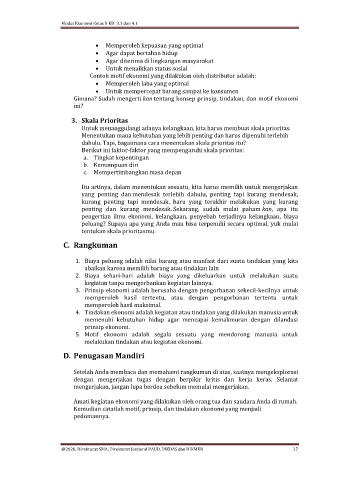 Modul Ekonomi Kelas X KD 3.1 dan 4.1
• Memperoleh kepuasan yang optimal
• Agar dapat bertahan hidup
• Agar diterima di lingkungan masyarakat
• Untuk menaikkan status sosial
Contoh motif ekonomi yang dilakukan oleh distributor adalah:
• Memperoleh laba yang optimal
• Untuk mempercepat barang sampai ke konsumen
Gimana? Sudah mengerti kan tentang konsep prinsip, tindakan, dan motif ekonomi
ini?
3. Skala Prioritas
Untuk menanggulangi adanya kelangkaan, kita harus membuat skala prioritas.
Menentukan mana kebutuhan yang lebih penting dan harus dipenuhi terlebih
dahulu. Tapi, bagaimana cara menentukan skala prioritas itu?
Berikut ini faktor-faktor yang mempengaruhi skala prioritas:
a. Tingkat kepentingan
b. Kemampuan diri
c. Mempertimbangkan masa depan
Itu artinya, dalam menentukan sesuatu, kita harus memilih untuk mengerjakan
yang penting dan mendesak terlebih dahulu, penting tapi kurang mendesak,
kurang penting tapi mendesak, baru yang terakhir melakukan yang kurang
penting dan kurang mendesak. Sekarang, sudah mulai paham kan, apa itu
pengertian ilmu ekonomi, kelangkaan, penyebab terjadinya kelangkaan, biaya
peluang? Supaya apa yang Anda mau bisa terpenuhi secara optimal, yuk mulai
tentukan skala prioritasmu.
C. Rangkuman
1. Biaya peluang adalah nilai barang atau manfaat dari suatu tindakan yang kita
abaikan karena memilih barang atau tindakan lain
2. Biaya sehari-hari adalah biaya yang dikeluarkan untuk melakukan suatu
kegiatan tanpa mengorbankan kegiatan lainnya.
3. Prinsip ekonomi adalah berusaha dengan pengorbanan sekecil-kecilnya untuk
memperoleh hasil tertentu, atau dengan pengorbanan tertentu untuk
memperoleh hasil maksimal.
4. Tindakan ekonomi adalah kegiatan atau tindakan yang dilakukan manusia untuk
memenuhi kebutuhan hidup agar mencapai kemakmuran dengan dilandasi
prinsip ekonomi.
5. Motif ekonomi adalah segala sesuatu yang mendorong manusia untuk
melakukan tindakan atau kegiatan ekonomi.
D. Penugasan Mandiri
Setelah Anda membaca dan memahami rangkuman di atas, saatnya mengeksplorasi
dengan mengerjakan tugas dengan berpikir kritis dan kerja keras. Selamat
mengerjakan, jangan lupa berdoa sebelum memulai mengerjakan.
Amati kegiatan ekonomi yang dilakukan oleh orang tua dan saudara Anda di rumah.
Kemudian catatlah motif, prinsip, dan tindakan ekonomi yang menjadi
pedomannya.
@2020, Direktorat SMA, Direktorat Jenderal PAUD, DIKDAS dan DIKMEN 17